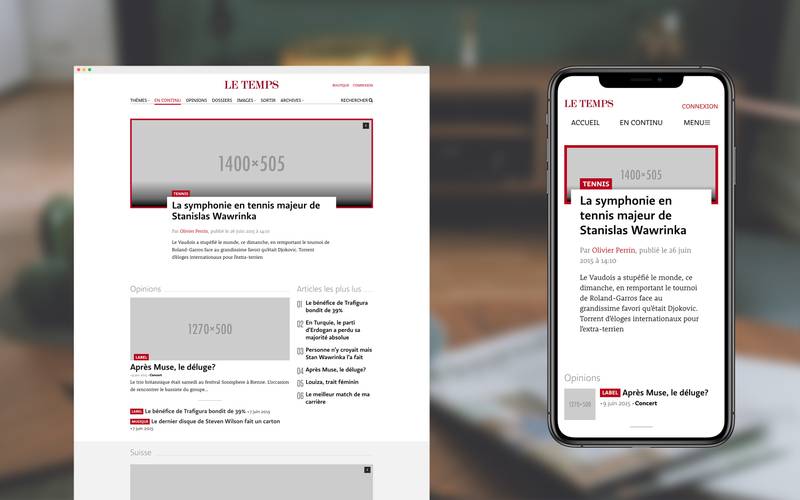 LE TEMPS
BOUTIQUE CONNEXION
THÈMES EN CONTINU OPINIONS DOSSIERS IMAGES SORTIR ARCHIVES RECHERCHER
1400×505
TENNIS
La symphonie en tennis majeur de
Stanislas Wawrinka
Par Olivier Perrin, publié le 26 juin 2015 à 14:10
Le Vaudois a stupéfié le monde, ce dimanche, en remportant le tournoi de
Roland-Garros face au grandissime favori qu'était Djokovic. Torrent
d'éloges internationaux pour l'extra-terrien
Opinions
1270×500
LABEL
Après Muse, le déluge?
9 juin 2015 • Concert
Le trio britannique était samedi au festival Sonisphere à Bienne. L'occasion
de rencontrer le bassiste du groupe...
LABEL Le bénéfice de Trafigura bondit de 39% • 7 juin 2015
MUSIQUE Le dernier disque de Steven Wilson fait un carton
• 7 juin 2015
Articles les plus lus
01 Le bénéfice de Trafigura
bondit de 39%
02 En Turquie, le parti
d'Erdogan a perdu sa
majorité absolue
03 Personne n'y croyait mais
Stan Wawrinka l'a fait
04 Après Muse, le déluge?
05 Louiza, trait féminin
06 Le meilleur match de ma
carrière
Suisse
LE TEMPS
CONNEXION
ACCUEIL EN CONTINU MENU
1400×505
TENNIS
La symphonie en
tennis majeur de
Stanislas Wawrinka
Par Olivier Perrin, publié le 26 juin
2015 à 14:10
Le Vaudois a stupéfié le monde, ce
dimanche, en remportant le tournoi
de Roland-Garros face au
grandissime favori qu'était Djokovic.
Torrent d'éloges internationaux pour
l'extra-terrien
Opinions
1270×500
LABEL Après Muse, le déluge?
• 9 juin 2015 • Concert